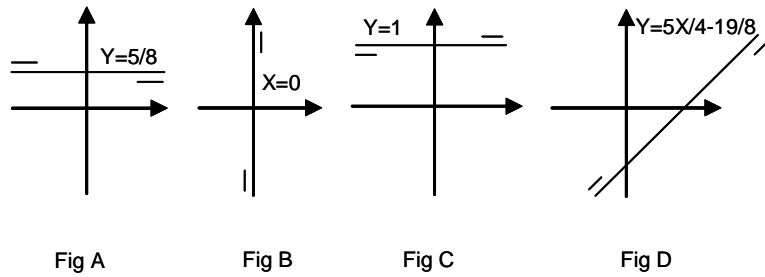 Y=5/8
X=0
Y=1
Y=5X/4-19/8
Fig A
Fig B
Fig C
Fig D